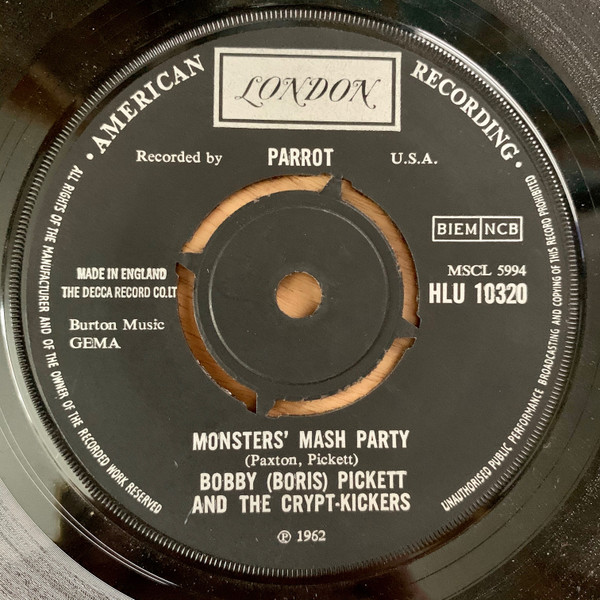 LONDON
· AMERICAN RECORDING ·
Recorded by PARROT U.S.A.
BIEM NCB
MADE IN ENGLAND
THE DECCA RECORD CO.LT
MSCL 5994
HLU 10320
Burton Music
GEMA
MONSTERS' MASH PARTY
(Paxton, Pickett)
BOBBY (BORIS) PICKETT
AND THE CRYPT-KICKERS
℗ 1962
ALL RIGHTS OF THE MANUFACTURER AND OF THE OWNER OF THE RECORDED WORK RESERVED
UNAUTHORISED PUBLIC PERFORMANCE BROADCASTING AND COPYING OF THIS RECORD PROHIBITED